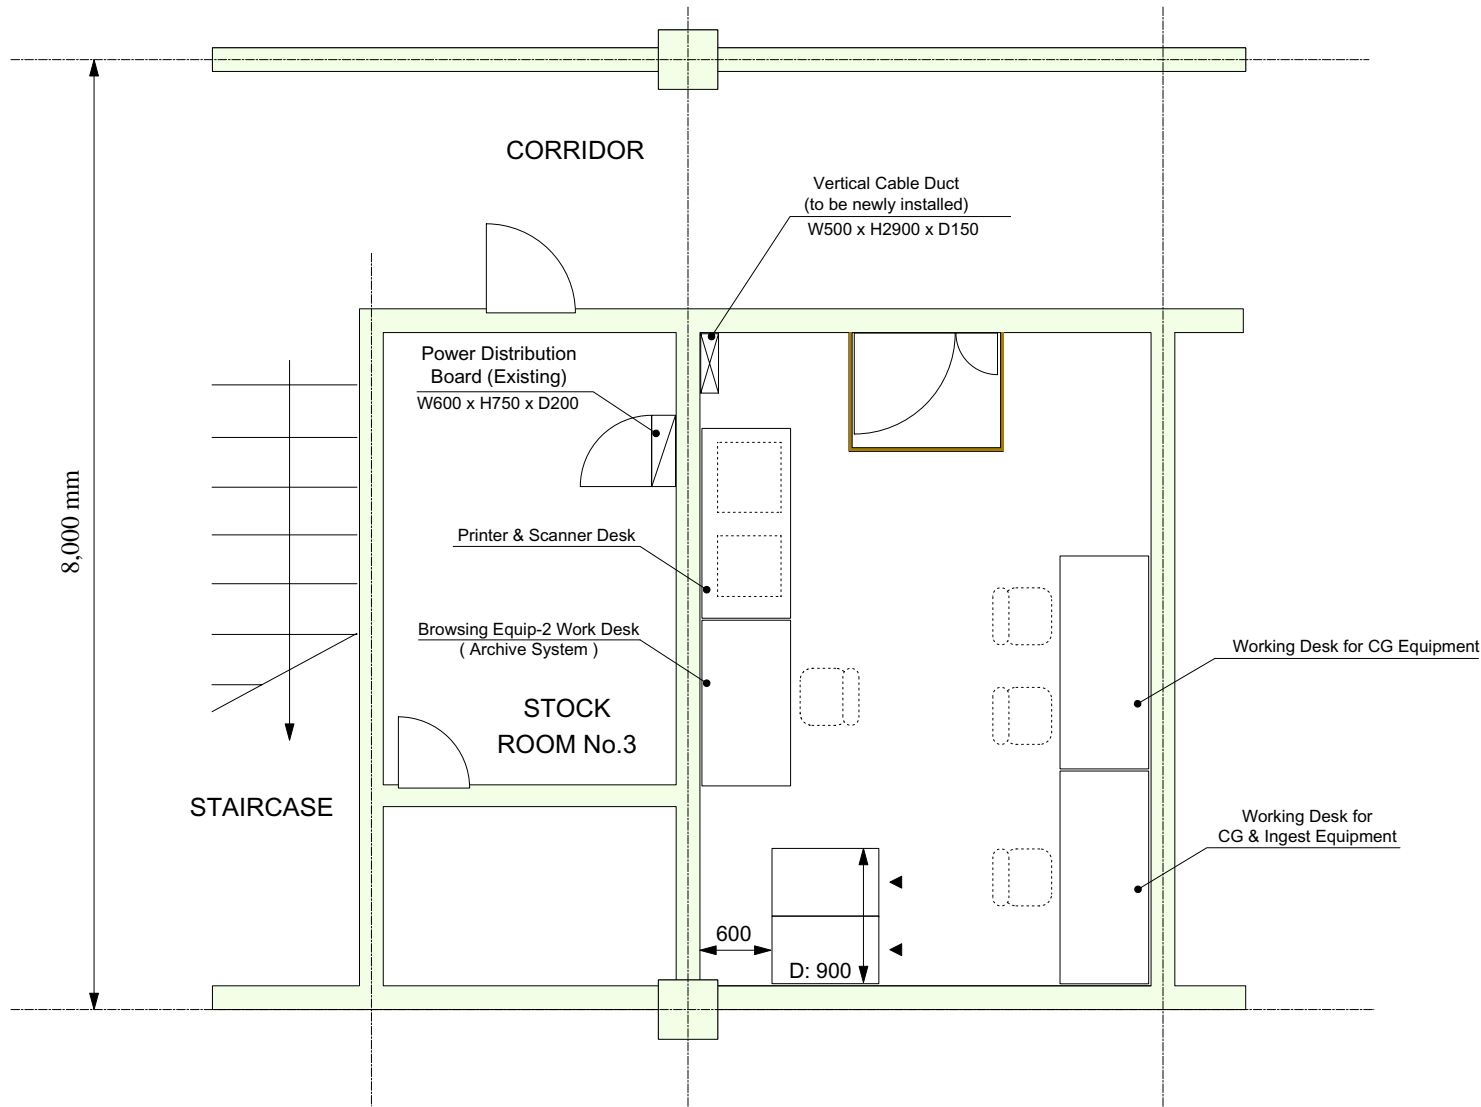 CORRIDOR
Vertical Cable Duct
(to be newly installed)
W500 x H2900 x D150
Power Distribution
Board (Existing)
W600 x H750 x D200
8,000 mm
Printer & Scanner Desk
Browsing Equip-2 Work Desk
( Archive System )
Working Desk for CG Equipment
STOCK
ROOM No.3
STAIRCASE
Working Desk for
CG & Ingest Equipment
600
D: 900